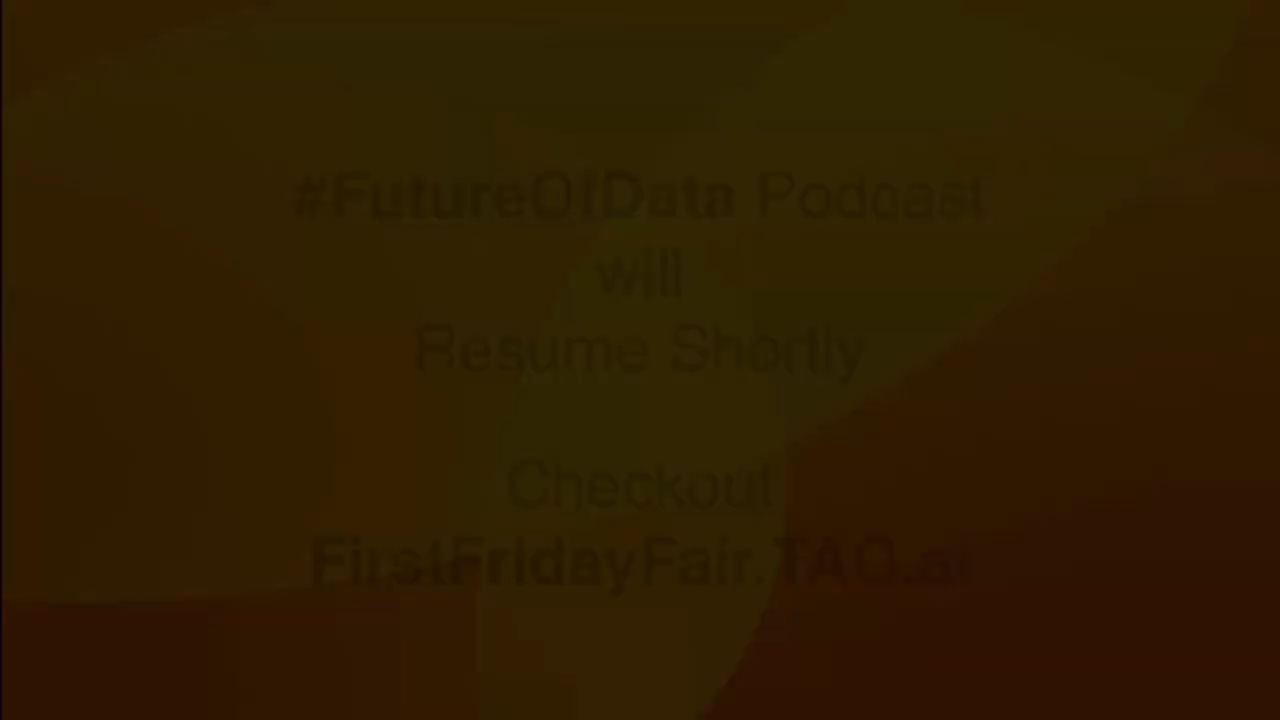 #FutureOfData Podcast
will
Resume Shortly
Checkout
FirstFridayFair.TAO.ai